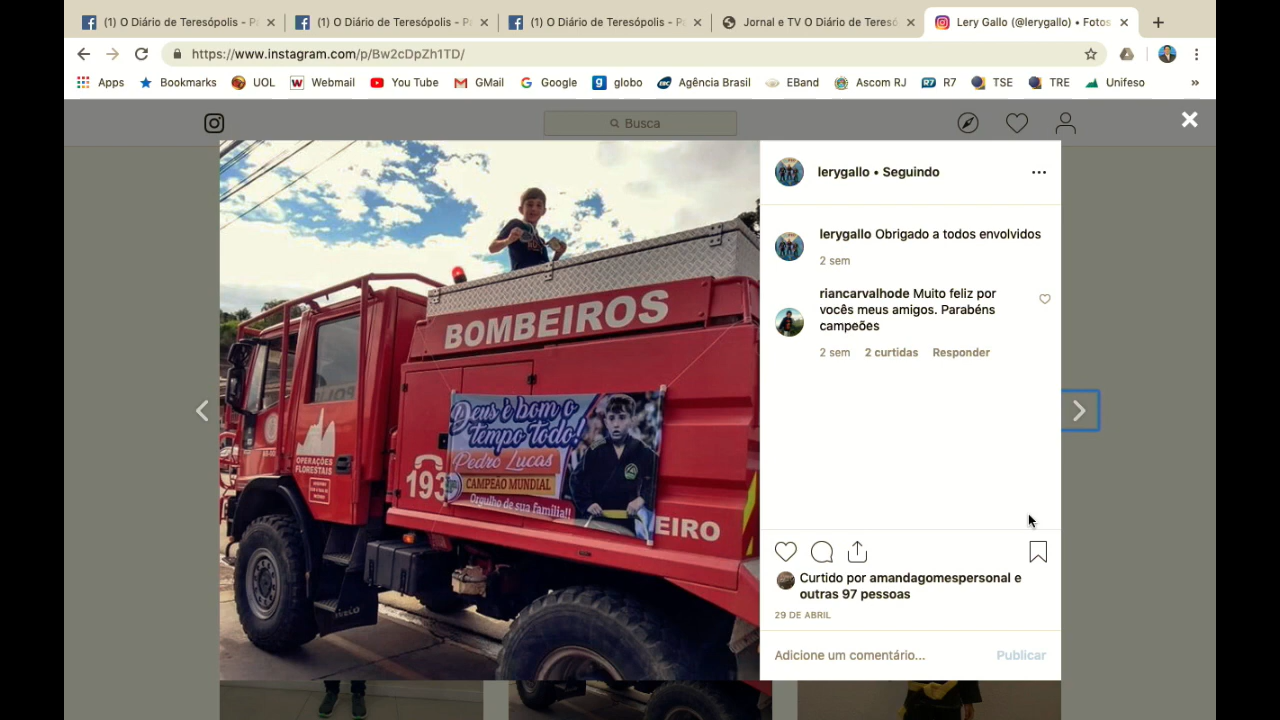 (1) O Diário de Teresópolis - P
(1) O Diário de Teresópolis - P
(1) O Diário de Teresópolis - P
Jornal e TV O Diário de Teresó
Lery Gallo (@lerygallo) • Fotos
https://www.instagram.com/p/Bw2cDpZh1TD/
Apps Bookmarks UOL Webmail You Tube GMail Google globo Agência Brasil EBand Ascom RJ R7 TSE TRE Unifeso »
Busca
lerygallo • Seguindo
lerygallo Obrigado a todos envolvidos
2 sem
riancarvalhode Muito feliz por
vocês meus amigos. Parabéns
campeões
2 sem 2 curtidas Responder
Curtido por amandagomespersonal e
outras 97 pessoas
29 DE ABRIL
Adicione um comentário... Publicar
BOMBEIROS
Deus é bom o
tempo todo!
Pedro Lucas
CAMPEÃO MUNDIAL
Orgulho de sua família!!
193
EIRO
OPERAÇÕES
FLORESTAIS
IVECO